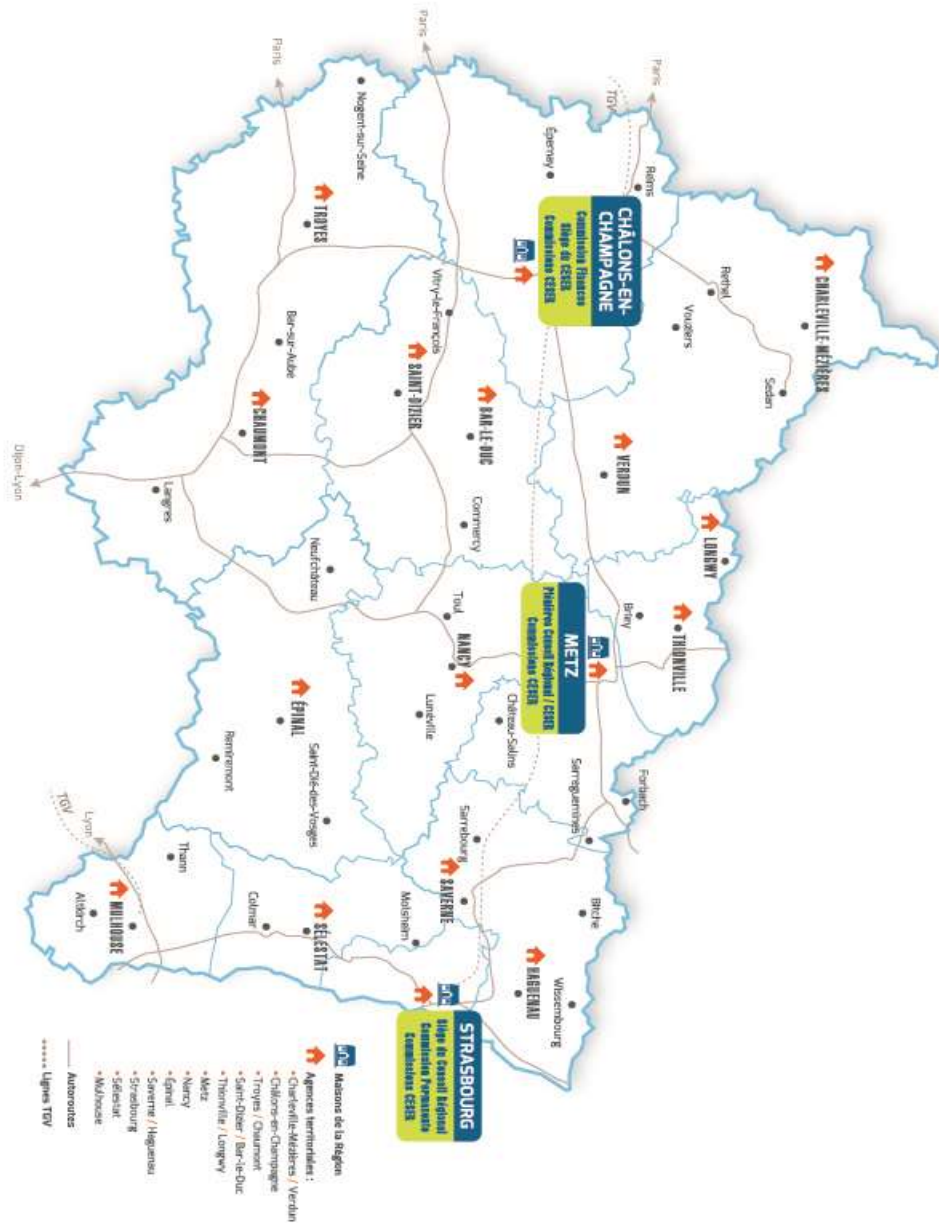 CHARLEVILLE-MÉZIÈRES
Sedan
Rethel
Vouziers
LONGWY
THIONVILLE
Paris
TGV
Reims
VERDUN
Briey
Forbach
Sarreguemines
Bitche
Wissembourg
CHÂLONS-EN-
CHAMPAGNE
Commission Finances
Siège du CESER
Commissions CESER
METZ
Plénières Conseil Régional / CESER
Commissions CESER
Épernay
HAGUENAU
Château-Salins
Sarrebourg
SAVERNE
BAR-LE-DUC
Commercy
Toul
NANCY
Lunéville
Molsheim
STRASBOURG
Siège du Conseil Régional
Commission Permanente
Commissions CESER
Paris
Vitry-le-François
SAINT-DIZIER
Nogent-sur-Seine
TROYES
Neufchâteau
Saint-Dié-des-Vosges
SÉLESTAT
Paris
Bar-sur-Aube
CHAUMONT
ÉPINAL
Colmar
Remiremont
Langres
Thann
Lyon
TGV
MULHOUSE
Altkirch
Dijon-Lyon
Maisons de la Région
Agences territoriales :
• Charleville-Mézières / Verdun
• Châlons-en-Champagne
• Troyes / Chaumont
• Saint-Dizier / Bar-le-Duc
• Thionville / Longwy
• Metz
• Nancy
• Épinal
• Saverne / Haguenau
• Strasbourg
• Sélestat
• Mulhouse
Autoroutes
Lignes TGV